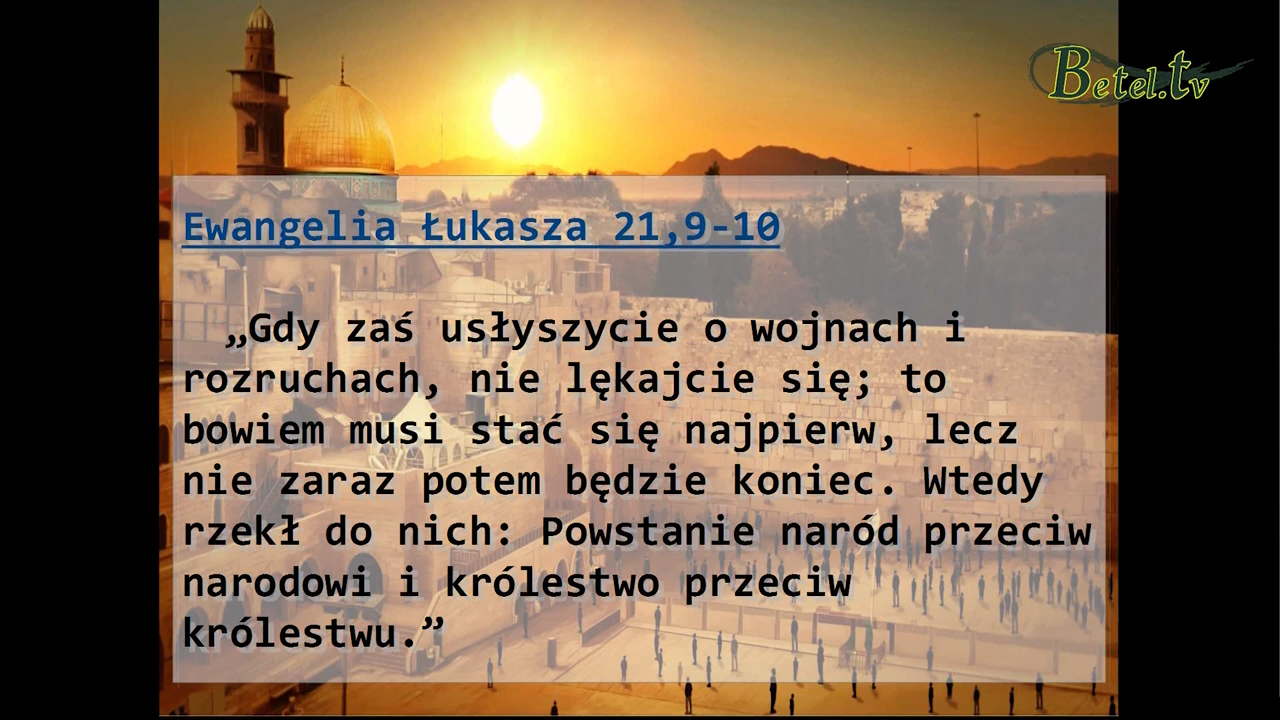 Betel.tv
Ewangelia Łukasza 21,9-10
„Gdy zaś usłyszycie o wojnach i
rozruchach, nie lękajcie się; to
bowiem musi stać się najpierw, lecz
nie zaraz potem będzie koniec. Wtedy
rzekł do nich: Powstanie naród przeciw
narodowi i królestwo przeciw
królestwu.”